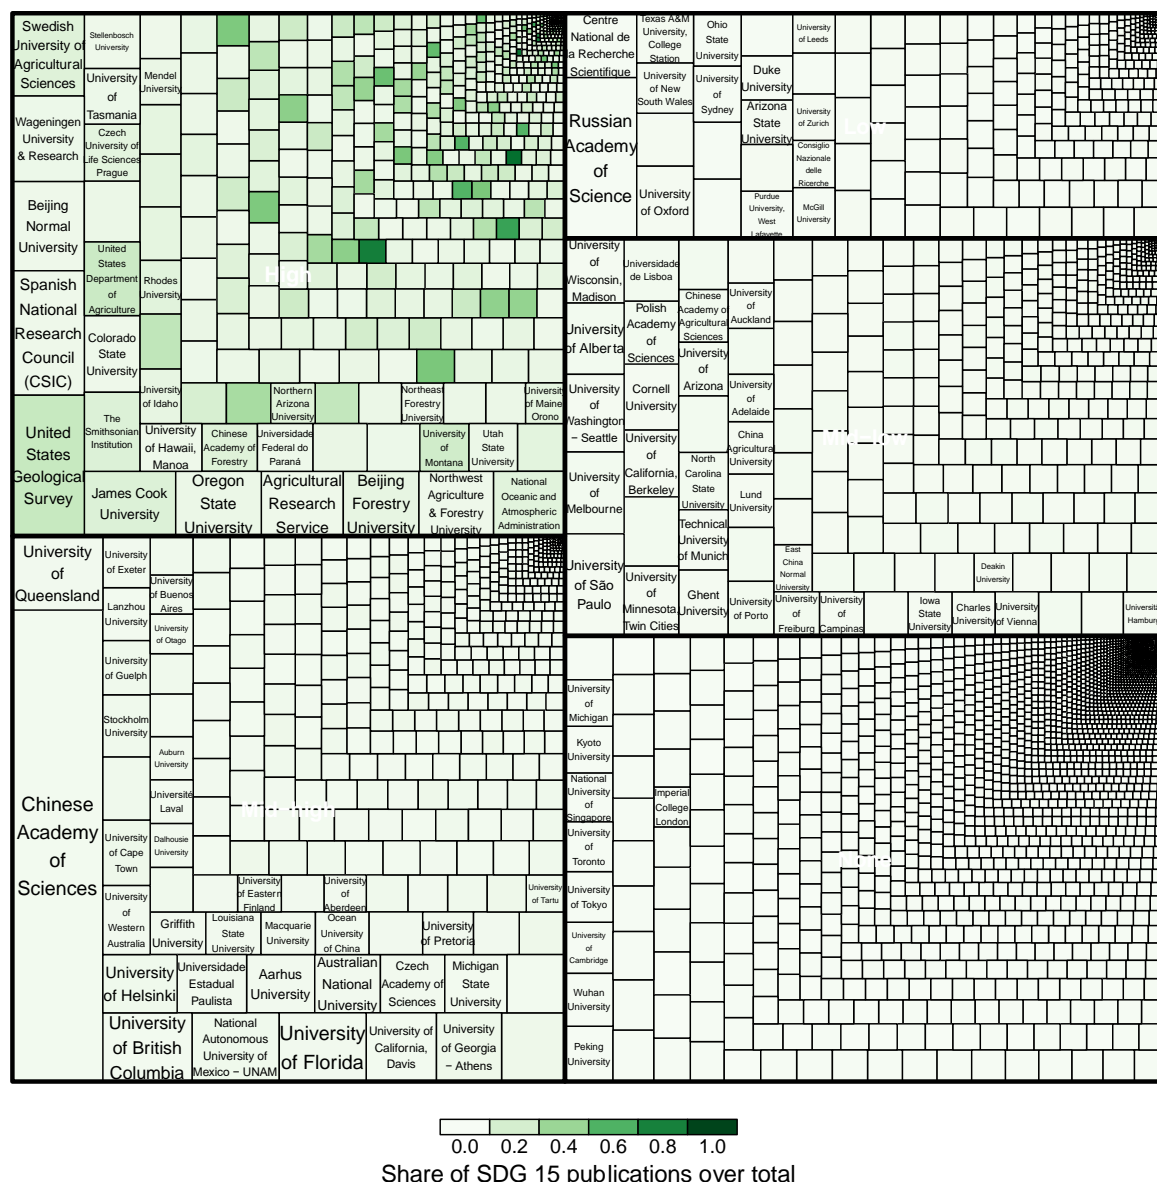 Swedish
University of
Agricultural
Sciences
Wageningen
University
& Research
Beijing
Normal
University
Spanish
National
Research
Council
(CSIC)
United
States
Geological
Survey
Stellenbosch
University
University
of
Tasmania
Czech
University of
Life Sciences
Prague
United
States
Department
of
Agriculture
Colorado
State
University
The
Smithsonian
Institution
James Cook
University
Mendel
University
Rhodes
University
University
of Idaho
University
of Hawaii,
Manoa
Oregon
State
University
Chinese
Academy of
Forestry
Northern
Arizona
University
Universidade
Federal do
Paraná
Agricultural
Research
Service
Beijing
Forestry
University
Northeast
Forestry
University
University
of
Montana
Northwest
Agriculture
& Forestry
University
Utah
State
University
University
of Maine
Orono
National
Oceanic and
Atmospheric
Administration
High
Centre
National de
la Recherche
Scientifique
Russian
Academy
of
Science
Texas A&M
University,
College
Station
University
of New
South Wales
University
of Oxford
Ohio
State
University
University
of
Sydney
Duke
University
Arizona
State
University
Purdue
University,
West
Lafayette
University
of Leeds
University
of Zurich
Consiglio
Nazionale
delle
Ricerche
McGill
University
Low
University
of
Wisconsin,
Madison
University
of Alberta
University
of
Washington
− Seattle
University
of
Melbourne
University
of São
Paulo
Universidade
de Lisboa
Polish
Academy
of
Sciences
Cornell
University
University
of
California,
Berkeley
University
of
Minnesota,
Twin Cities
Chinese
Academy of
Agricultural
Sciences
University
of
Arizona
North
Carolina
State
University
Technical
University
of Munich
Ghent
University
University
of
Auckland
University
of
Adelaide
China
Agricultural
University
Lund
University
University
of Porto
East
China
Normal
University
University
of
Freiburg
University
of
Campinas
Iowa
State
University
Charles
University
Deakin
University
University
of Vienna
Universität
Hamburg
Mid−low
University
of
Queensland
Chinese
Academy
of
Sciences
University
of Exeter
Lanzhou
University
University
of Guelph
Stockholm
University
University
of Cape
Town
University
of
Western
Australia
University
of Helsinki
University
of British
Columbia
University
of Buenos
Aires
University
of Otago
Auburn
University
Université
Laval
Dalhousie
University
Griffith
University
Louisiana
State
University
University
of Eastern
Finland
Macquarie
University
University
of
Aberdeen
Ocean
University
of China
University
of Pretoria
University
of Tartu
Universidade
Estadual
Paulista
Aarhus
University
Australian
National
University
Czech
Academy of
Sciences
Michigan
State
University
National
Autonomous
University of
Mexico − UNAM
University
of Florida
University of
California,
Davis
University
of Georgia
− Athens
Mid−high
University
of
Michigan
Kyoto
University
National
University
of
Singapore
University
of
Toronto
University
of Tokyo
University
of
Cambridge
Wuhan
University
Peking
University
Imperial
College
London
None
0.0 0.2 0.4 0.6 0.8 1.0
Share of SDG 15 publications over total